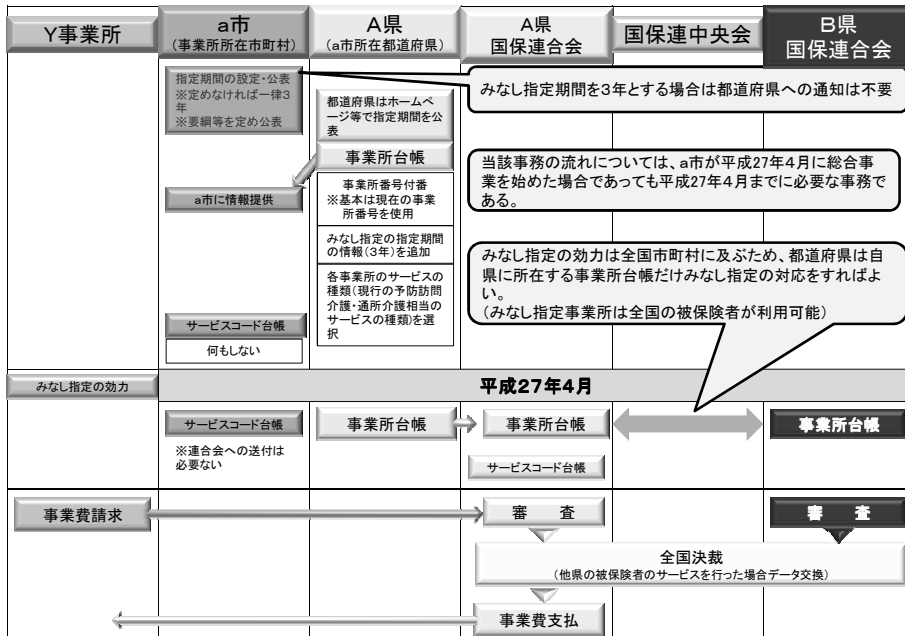 Y事業所
a市
(事業所所在市町村)
A県
(a市所在都道府県)
A県
国保連合会
国保連中央会
B県
国保連合会
指定期間の設定・公表
※定めなければ一律3
年
※要綱等を定め公表
都道府県はホームペ
ージ等で指定期間を公
表
事業所台帳
a市に情報提供
事業所番号付番
※基本は現在の事業
所番号を使用
みなし指定の指定期間
の情報(3年)を追加
各事業所のサービスの
種類(現行の予防訪問
介護・通所介護相当の
サービスの種類)を選
択
サービスコード台帳
何もしない
みなし指定期間を3年とする場合は都道府県への通知は不要
当該事務の流れについては、a市が平成27年4月に総合事
業を始めた場合であっても平成27年4月までに必要な事務で
ある。
みなし指定の効力は全国市町村に及ぶため、都道府県は自
県に所在する事業所台帳だけみなし指定の対応をすればよ
い。
(みなし指定事業所は全国の被保険者が利用可能)
みなし指定の効力
平成27年4月
サービスコード台帳
※連合会への送付は
必要ない
事業所台帳
事業所台帳
サービスコード台帳
事業所台帳
事業費請求
審 査
審 査
全国決裁
(他県の被保険者のサービスを行った場合データ交換)
事業費支払